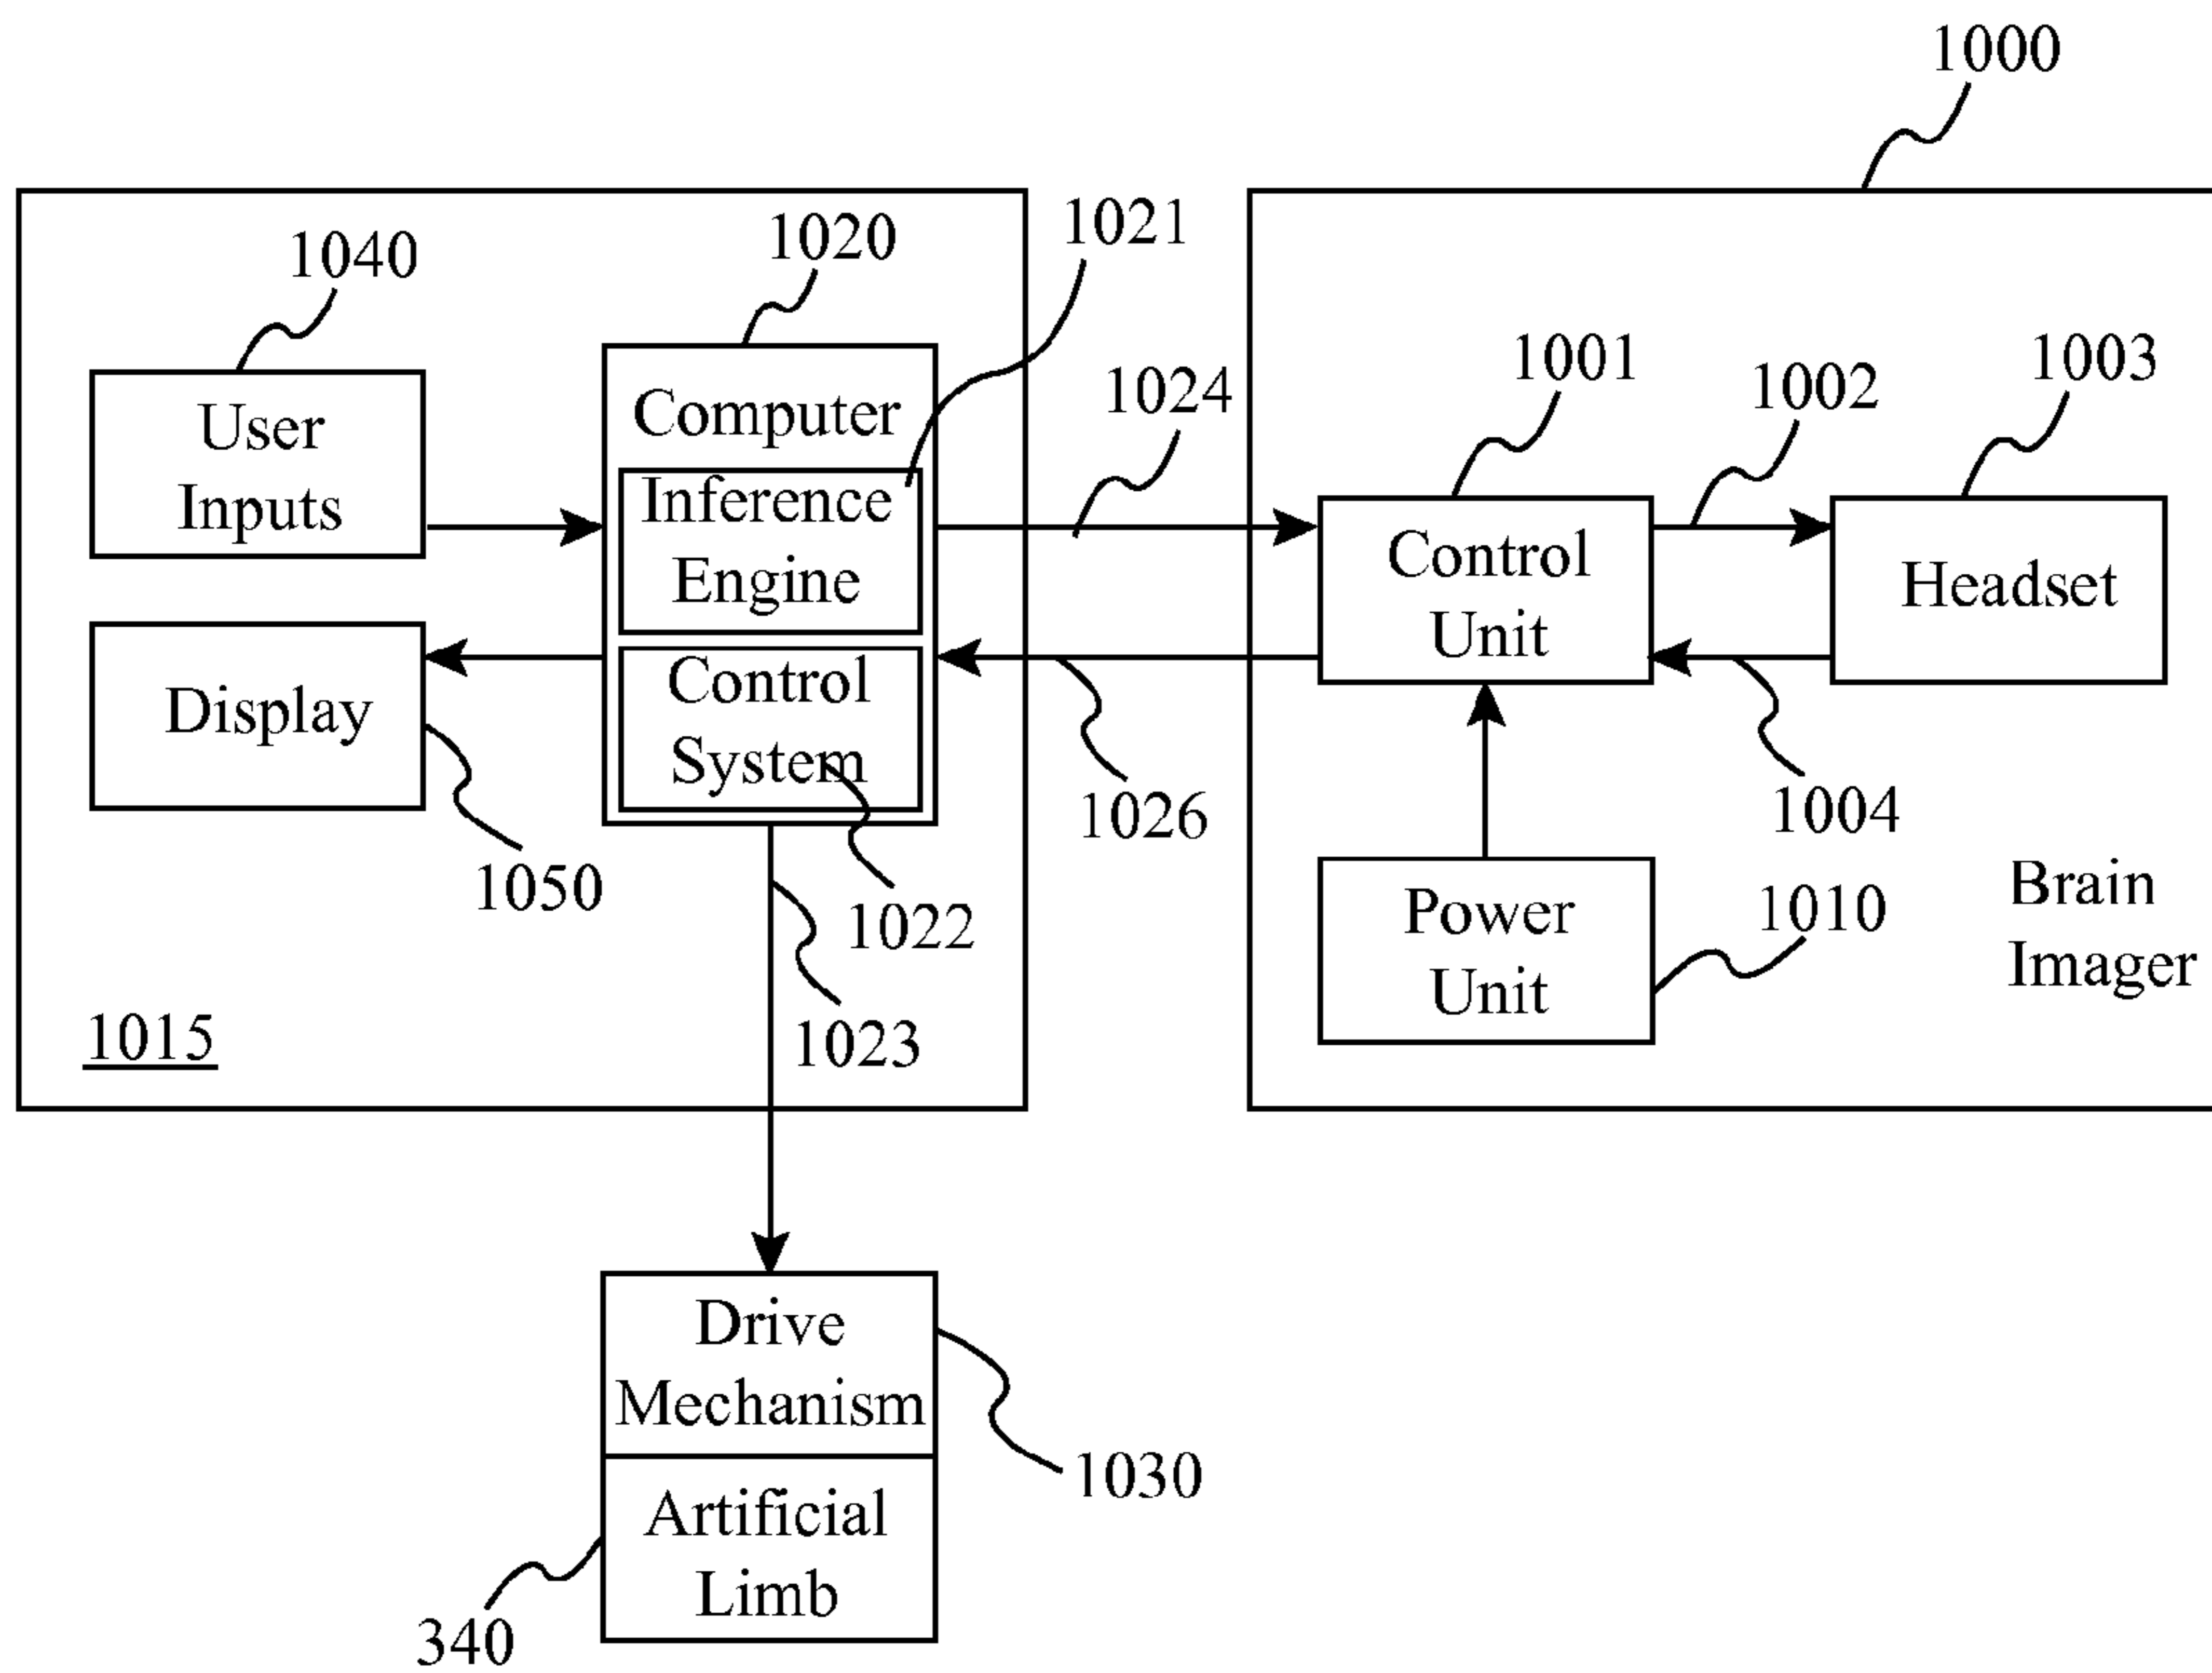 1000
1040
1020
1021
User
Inputs
Computer
Inference
Engine
1024
1001
1002
1003
Control
Unit
Headset
Display
Control
System
1050
1022
1023
1026
1004
Power
Unit
1010
Brain
Imager
1015
Drive
Mechanism
1030
Artificial
Limb
340